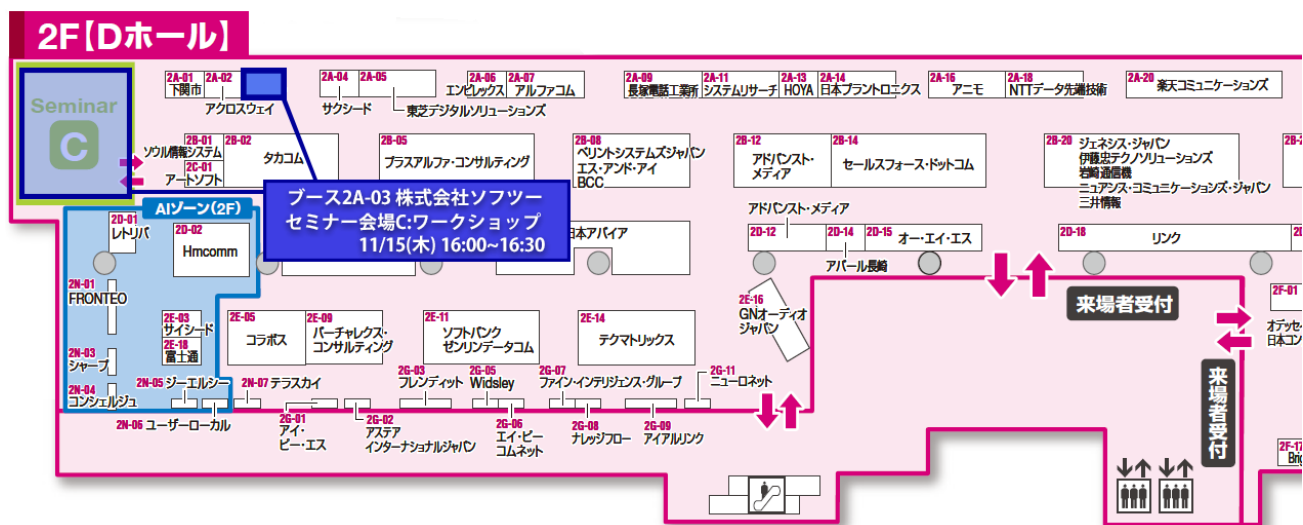 2F【Dホール】
Seminar
C
2A-01
下関市
2A-02
アクロスウェイ
2A-04
サクシード
2A-05
東芝デジタルソリューションズ
2A-06
エンピレックス
2A-07
アルファコム
2A-09
長塚電話工業所
2A-11
システムリサーチ
2A-13
HOYA
2A-14
日本プラントロニクス
2A-16
アニモ
2A-18
NTTデータ先端技術
2A-20
楽天コミュニケーションズ
2B-01
ソウル情報システム
2C-01
アートソフト
2B-02
タカコム
2B-05
プラスアルファ・コンサルティング
2B-08
ベリントシステムズジャパン
エス・アンド・アイ
BCC
2B-12
アドバンスト・
メディア
2B-14
セールスフォース・ドットコム
2B-20
ジェネシス・ジャパン
伊藤忠テクノソリューションズ
岩崎通信機
ニュアンス・コミュニケーションズ・ジャパン
三井情報
ブース2A-03 株式会社ソフツー
セミナー会場C:ワークショップ
11/15(木) 16:00~16:30
AIゾーン(2F)
2D-01
レトリバ
2D-02
Hmcomm
日本アバイア
アドバンスト・メディア
2D-12
2D-14
アバール長崎
2D-15
オー・エイ・エス
2D-18
リンク
2N-01
FRONTEO
2E-03
サイシード
2E-18
富士通
2E-05
コラボス
2E-09
バーチャレクス・
コンサルティング
2E-11
ソフトバンク
ゼンリンデータコム
2E-14
テクマトリックス
2E-16
GNオーディオ
ジャパン
来場者受付
2F-01
オデッセイ
日本コン
2N-03
シャープ
2N-04
コンシェルジュ
2N-05 ジーエルシー
2N-06 ユーザーローカル
2N-07 テラスカイ
2G-01
アイ・
ピー・エス
2G-02
アステア
インターナショナルジャパン
2G-03
フレンディット
2G-05
Widsley
2G-06
エイ・ピー
コムネット
2G-07
ファイン・インテリジェンス・グループ
2G-08
ナレッジフロー
2G-09
アイアルリンク
2G-11
ニューロネット
来場者受付
2F-17